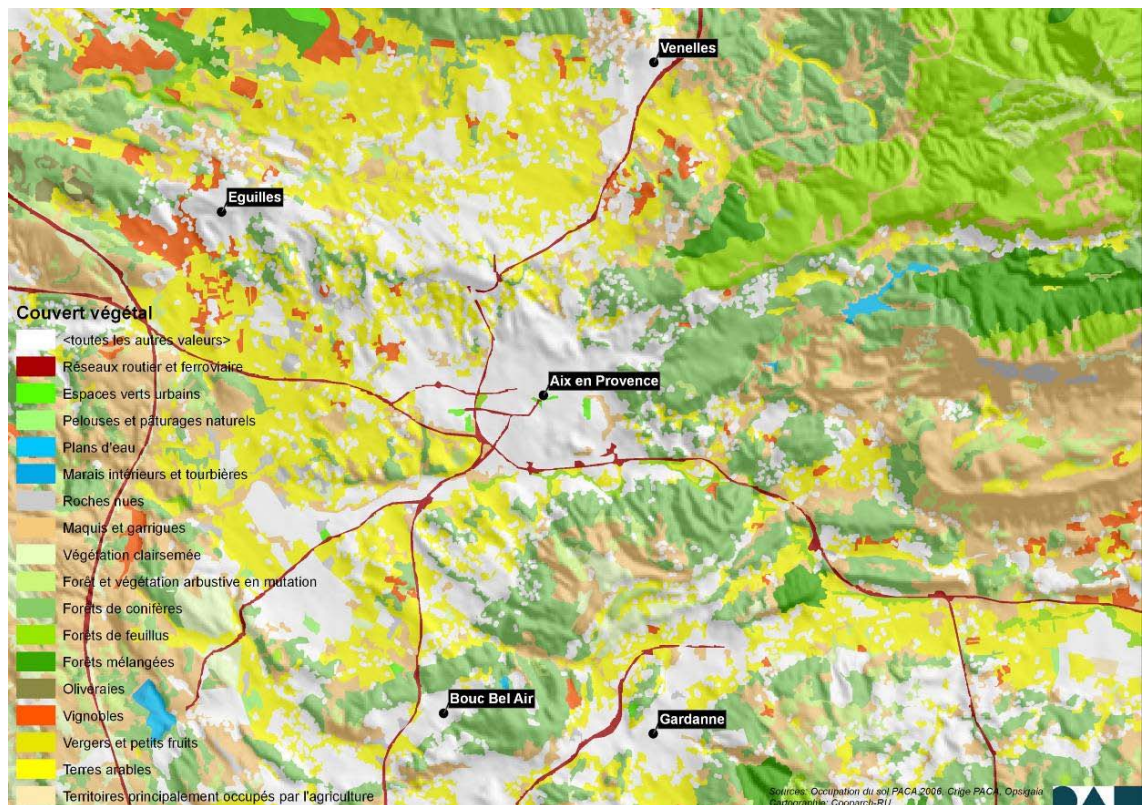 Venelles
Eguilles
Couvert végétal
<toutes les autres valeurs>
Réseaux routier et ferroviaire
Espaces verts urbains
Aix en Provence
Pelouses et pâturages naturels
Plans d'eau
Marais intérieurs et tourbières
Roches nues
Maquis et garrigues
Végétation clairsemée
Forêt et végétation arbustive en mutation
Forêts de conifères
Forêts de feuillus
Forêts mélangées
Oliveraies
Bouc Bel Air
Vignobles
Gardanne
Vergers et petits fruits
Terres arables
Territoires principalement occupés par l'agriculture
Sources: Occupation du sol PACA 2006, Crige PACA, Opsigaia
Cartographie: Cooparch-RU